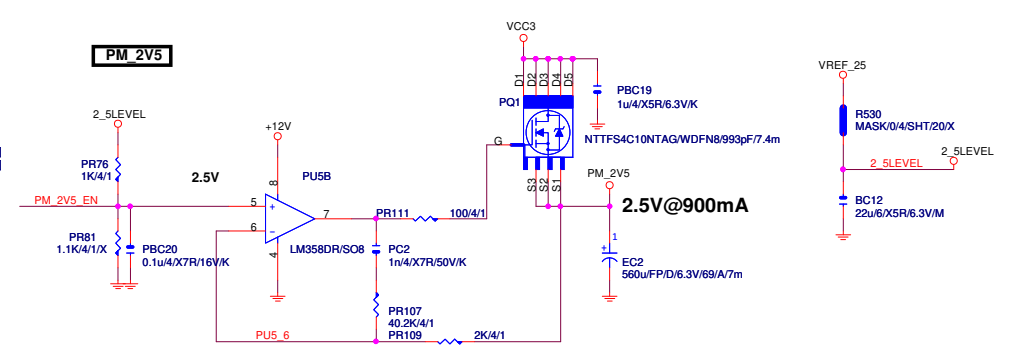 VCC3
PM_2V5
VREF_25
D1
D2
D3
D4
D5
PBC19
1u/4/X5R/6.3V/K
PQ1
R530
MASK/0/4/SHT/20/X
2_5LEVEL
+12V
NTTFS4C10NTAG/WDFN8/993pF/7.4m
G
2_5LEVEL
2_5LEVEL
PR76
1K/4/1
2.5V
PU5B
8
S3
S2
S1
PM_2V5
PM_2V5_EN
5
+
7
PR111
100/4/1
2.5V@900mA
BC12
22u/6/X5R/6.3V/M
6
-
4
PR81
1.1K/4/1/X
PBC20
0.1u/4/X7R/16V/K
LM358DR/SO8
PC2
1n/4/X7R/50V/K
+
1
EC2
560u/FP/D/6.3V/69/A/7m
PR107
40.2K/4/1
PU5_6
PR109
2K/4/1